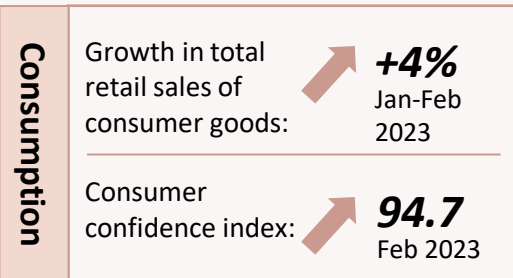 Consumption
Growth in total
retail sales of
consumer goods:
+4%
Jan-Feb
2023
Consumer
confidence index:
94.7
Feb 2023